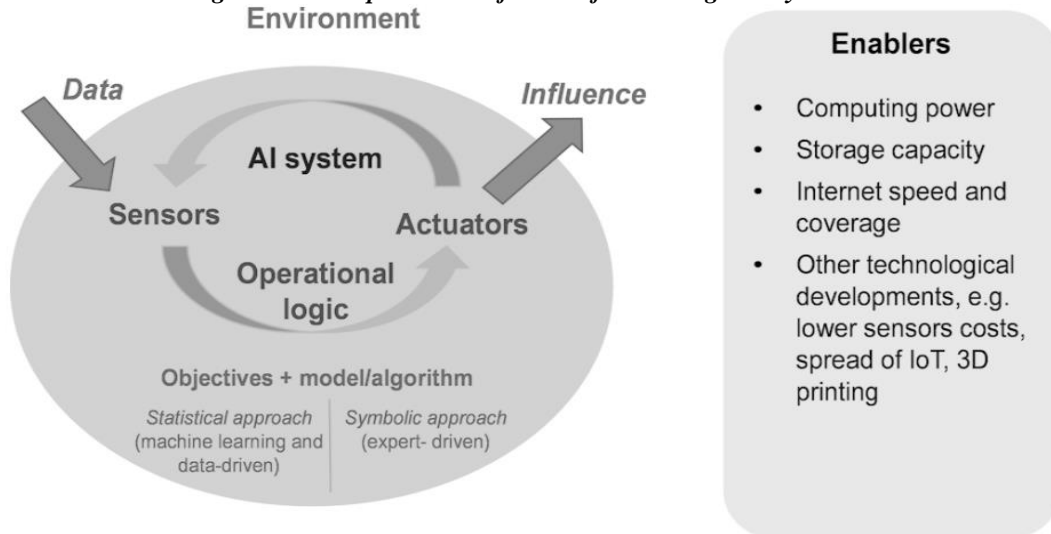 Environment
Data
Influence
AI system
Sensors
Actuators
Operational
logic
Objectives + model/algorithm
Statistical approach
(machine learning and
data-driven)
Symbolic approach
(expert- driven)
Enablers
• Computing power
• Storage capacity
• Internet speed and
coverage
• Other technological
developments, e.g.
lower sensors costs,
spread of IoT, 3D
printing